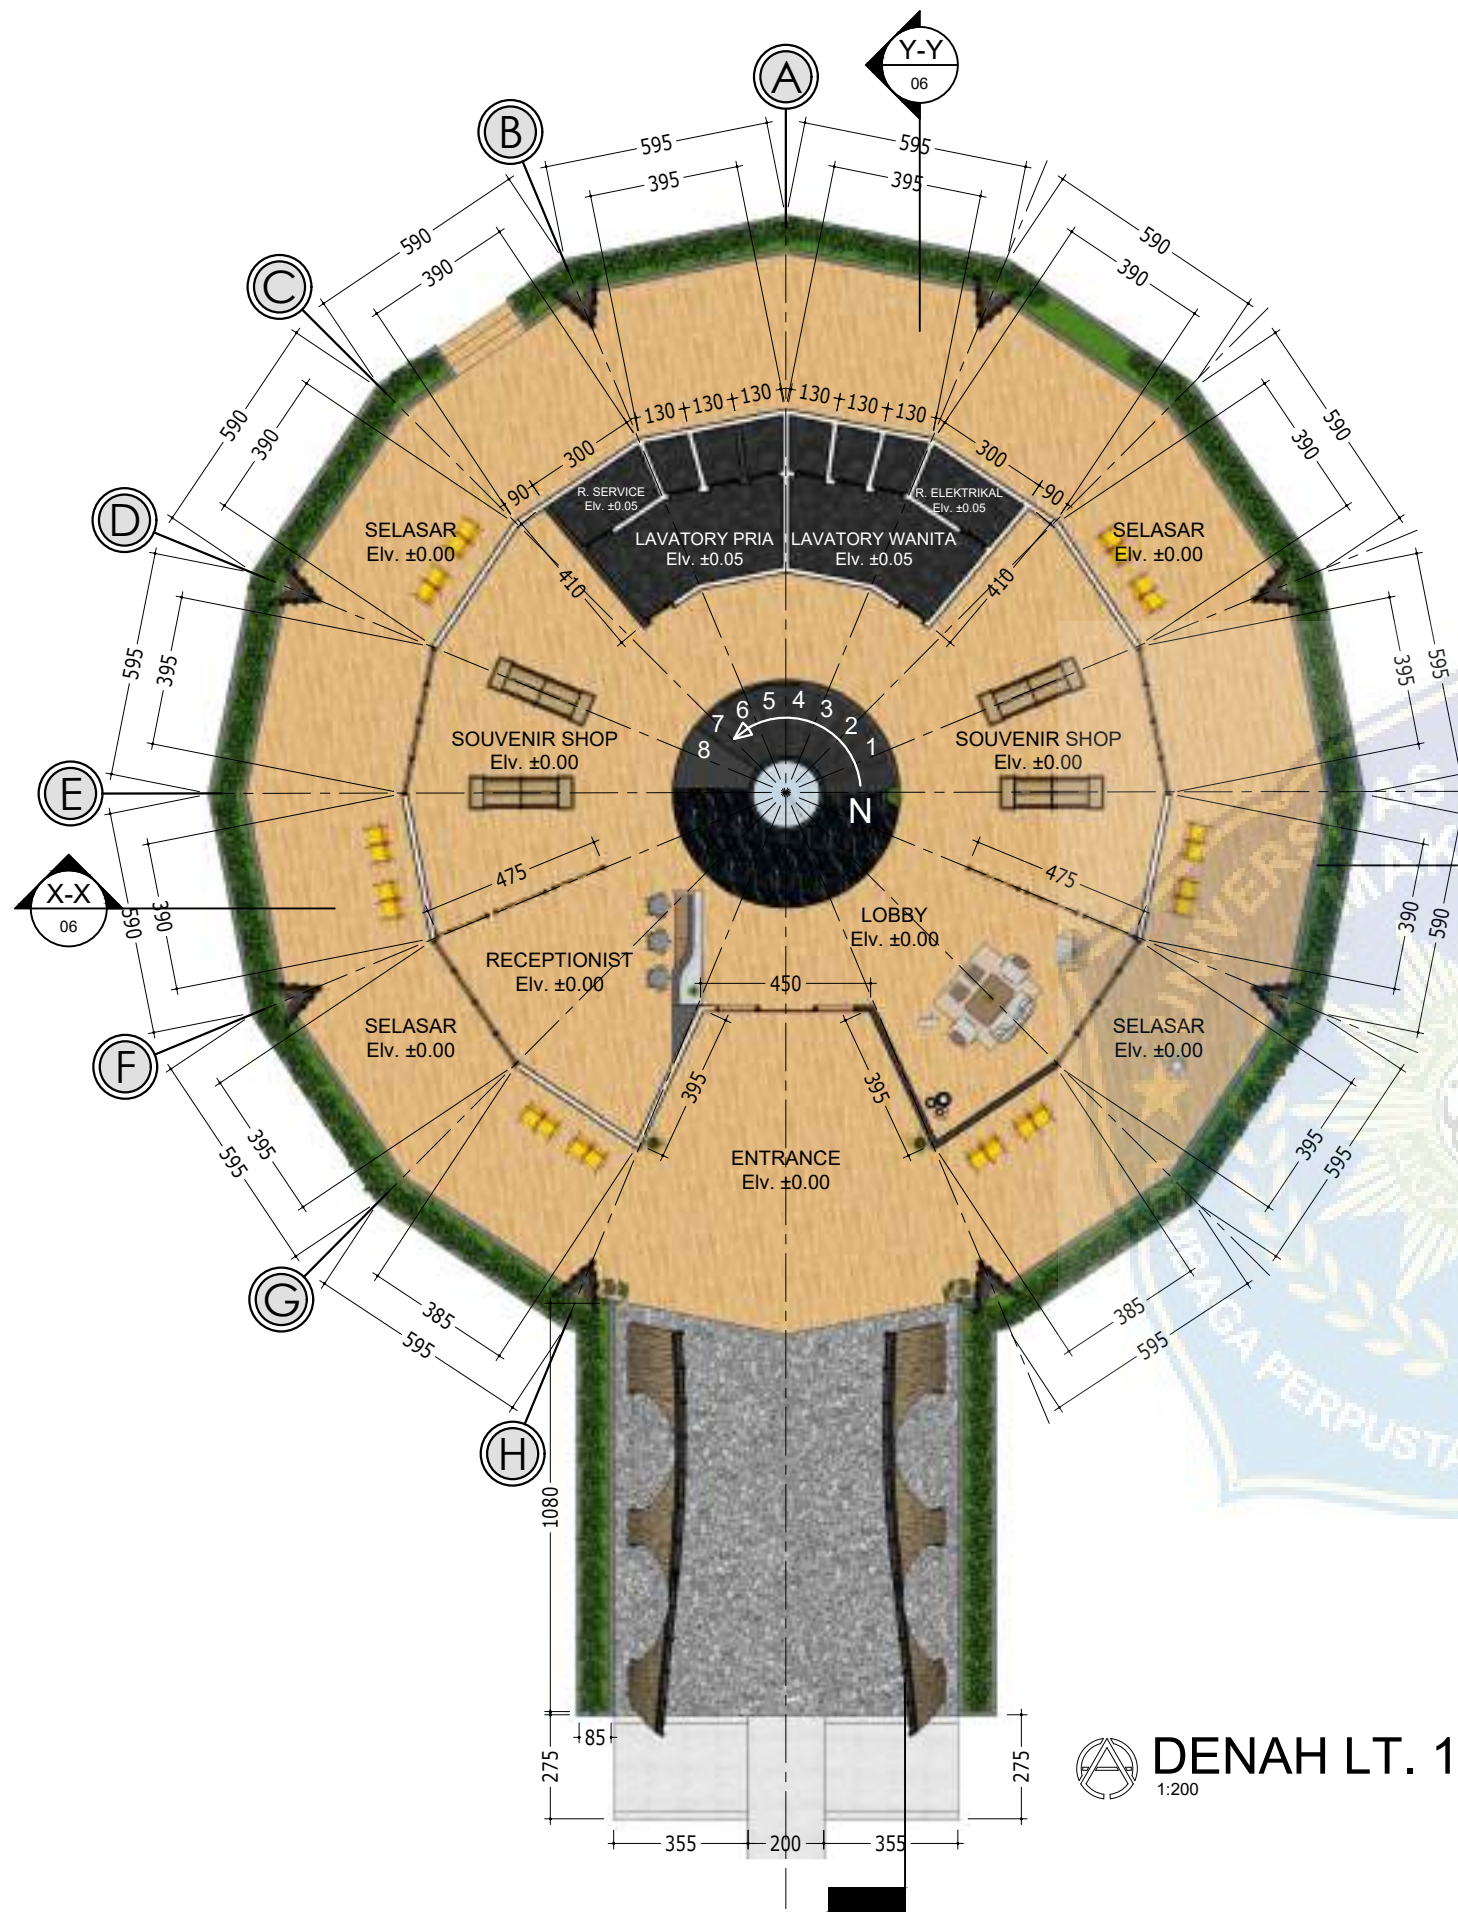 A
Y-Y
06
B
595
595
395
395
C
590
590
390
390
130 130 130 130 130 130
590
590
390
390
300
300
90
90
D
R. SERVICE
Elv. ±0.05
R. ELEKTRIKAL
Elv. ±0.05
SELASAR
Elv. ±0.00
SELASAR
Elv. ±0.00
LAVATORY PRIA
Elv. ±0.05
LAVATORY WANITA
Elv. ±0.05
410
410
595
395
395
595
8 7 6 5 4 3 2 1
N
SOUVENIR SHOP
Elv. ±0.00
SOUVENIR SHOP
Elv. ±0.00
E
X-X
06
590
390
475
475
390
590
LOBBY
Elv. ±0.00
RECEPTIONIST
Elv. ±0.00
450
F
SELASAR
Elv. ±0.00
SELASAR
Elv. ±0.00
395
395
395
595
395
595
ENTRANCE
Elv. ±0.00
G
385
595
385
595
H
1080
275
85
275
355
200
355
DENAH LT. 1
1:200
UNIVERS
AS
MAK